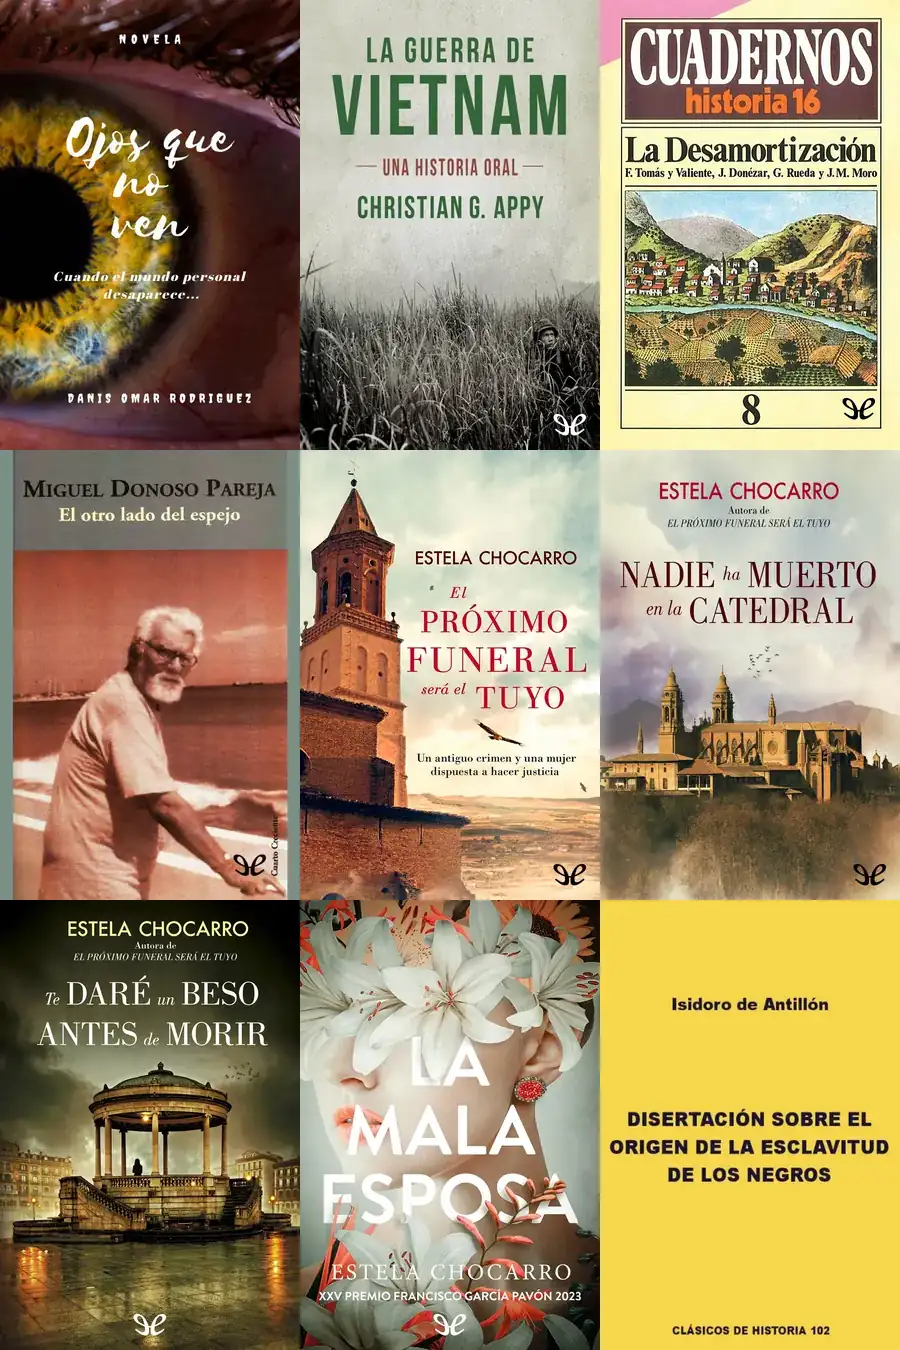 NOVELA
Ojos que
no
ven
Cuando el mundo personal
desaparece...
DANIS OMAR RODRIGUEZ
LA GUERRA DE
VIETNAM
UNA HISTORIA ORAL
CHRISTIAN G. APPY
CUADERNOS
historia 16
La Desamortización
F. Tomás y Valiente, J. Donézar, G. Rueda y J. M. Moro
8
MIGUEL DONOSO PAREJA
El otro lado del espejo
Cuarto Creciente
ESTELA CHOCARRO
El
PRÓXIMO
FUNERAL
será el TUYO
Un antiguo crimen y una mujer
dispuesta a hacer justicia
ESTELA CHOCARRO
Autora de
EL PRÓXIMO FUNERAL SERÁ EL TUYO
NADIE ha MUERTO
en la CATEDRAL
ESTELA CHOCARRO
Autora de
EL PRÓXIMO FUNERAL SERÁ EL TUYO
Te DARÉ un BESO
ANTES de MORIR
LA
MALA
ESPOSA
ESTELA CHOCARRO
XXV PREMIO FRANCISCO GARCÍA PAVÓN 2023
Isidoro de Antillón
DISERTACIÓN SOBRE EL
ORIGEN DE LA ESCLAVITUD
DE LOS NEGROS
CLÁSICOS DE HISTORIA 102